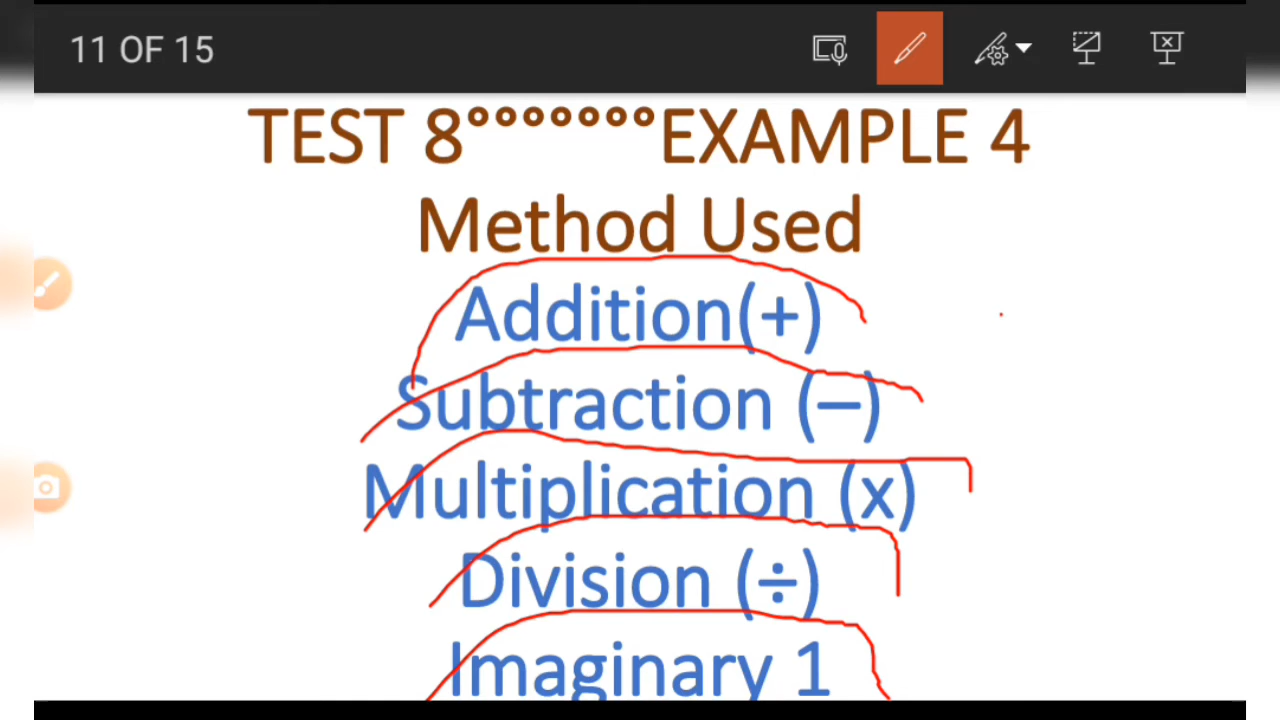 11 OF 15
TEST 8°°°°°°°EXAMPLE 4
Method Used
Addition(+)
Subtraction (–)
Multiplication (x)
Division (÷)
Imaginary 1